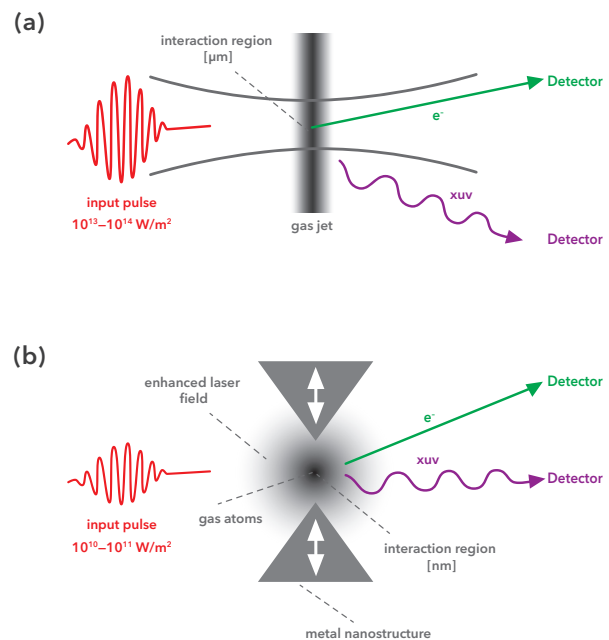 (a)
interaction region
[µm]
Detector
e⁻
input pulse
10¹³–10¹⁴ W/m²
xuv
gas jet
Detector
(b)
enhanced laser
field
Detector
e⁻
xuv
Detector
gas atoms
input pulse
10¹⁰–10¹¹ W/m²
interaction region
[nm]
metal nanostructure